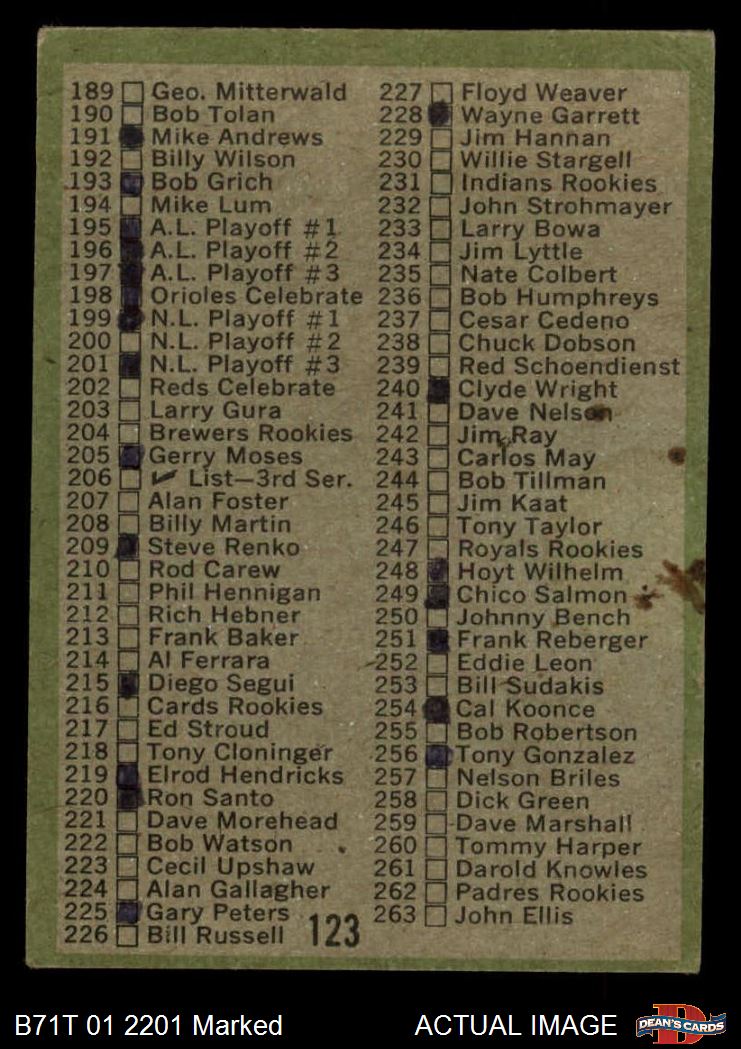 189 Geo. Mitterwald
190 Bob Tolan
191 Mike Andrews
192 Billy Wilson
193 Bob Grich
194 Mike Lum
195 A.L. Playoff #1
196 A.L. Playoff #2
197 A.L. Playoff #3
198 Orioles Celebrate
199 N.L. Playoff #1
200 N.L. Playoff #2
201 N.L. Playoff #3
202 Reds Celebrate
203 Larry Gura
204 Brewers Rookies
205 Gerry Moses
206 ✔ List—3rd Ser.
207 Alan Foster
208 Billy Martin
209 Steve Renko
210 Rod Carew
211 Phil Hennigan
212 Rich Hebner
213 Frank Baker
214 Al Ferrara
215 Diego Segui
216 Cards Rookies
217 Ed Stroud
218 Tony Cloninger
219 Elrod Hendricks
220 Ron Santo
221 Dave Morehead
222 Bob Watson
223 Cecil Upshaw
224 Alan Gallagher
225 Gary Peters
226 Bill Russell
123
227 Floyd Weaver
228 Wayne Garrett
229 Jim Hannan
230 Willie Stargell
231 Indians Rookies
232 John Strohmayer
233 Larry Bowa
234 Jim Lyttle
235 Nate Colbert
236 Bob Humphreys
237 Cesar Cedeno
238 Chuck Dobson
239 Red Schoendienst
240 Clyde Wright
241 Dave Nelson
242 Jim Ray
243 Carlos May
244 Bob Tillman
245 Jim Kaat
246 Tony Taylor
247 Royals Rookies
248 Hoyt Wilhelm
249 Chico Salmon
250 Johnny Bench
251 Frank Reberger
252 Eddie Leon
253 Bill Sudakis
254 Cal Koonce
255 Bob Robertson
256 Tony Gonzalez
257 Nelson Briles
258 Dick Green
259 Dave Marshall
260 Tommy Harper
261 Darold Knowles
262 Padres Rookies
263 John Ellis
B71T 01 2201 Marked
ACTUAL IMAGE
DEAN'S CARDS